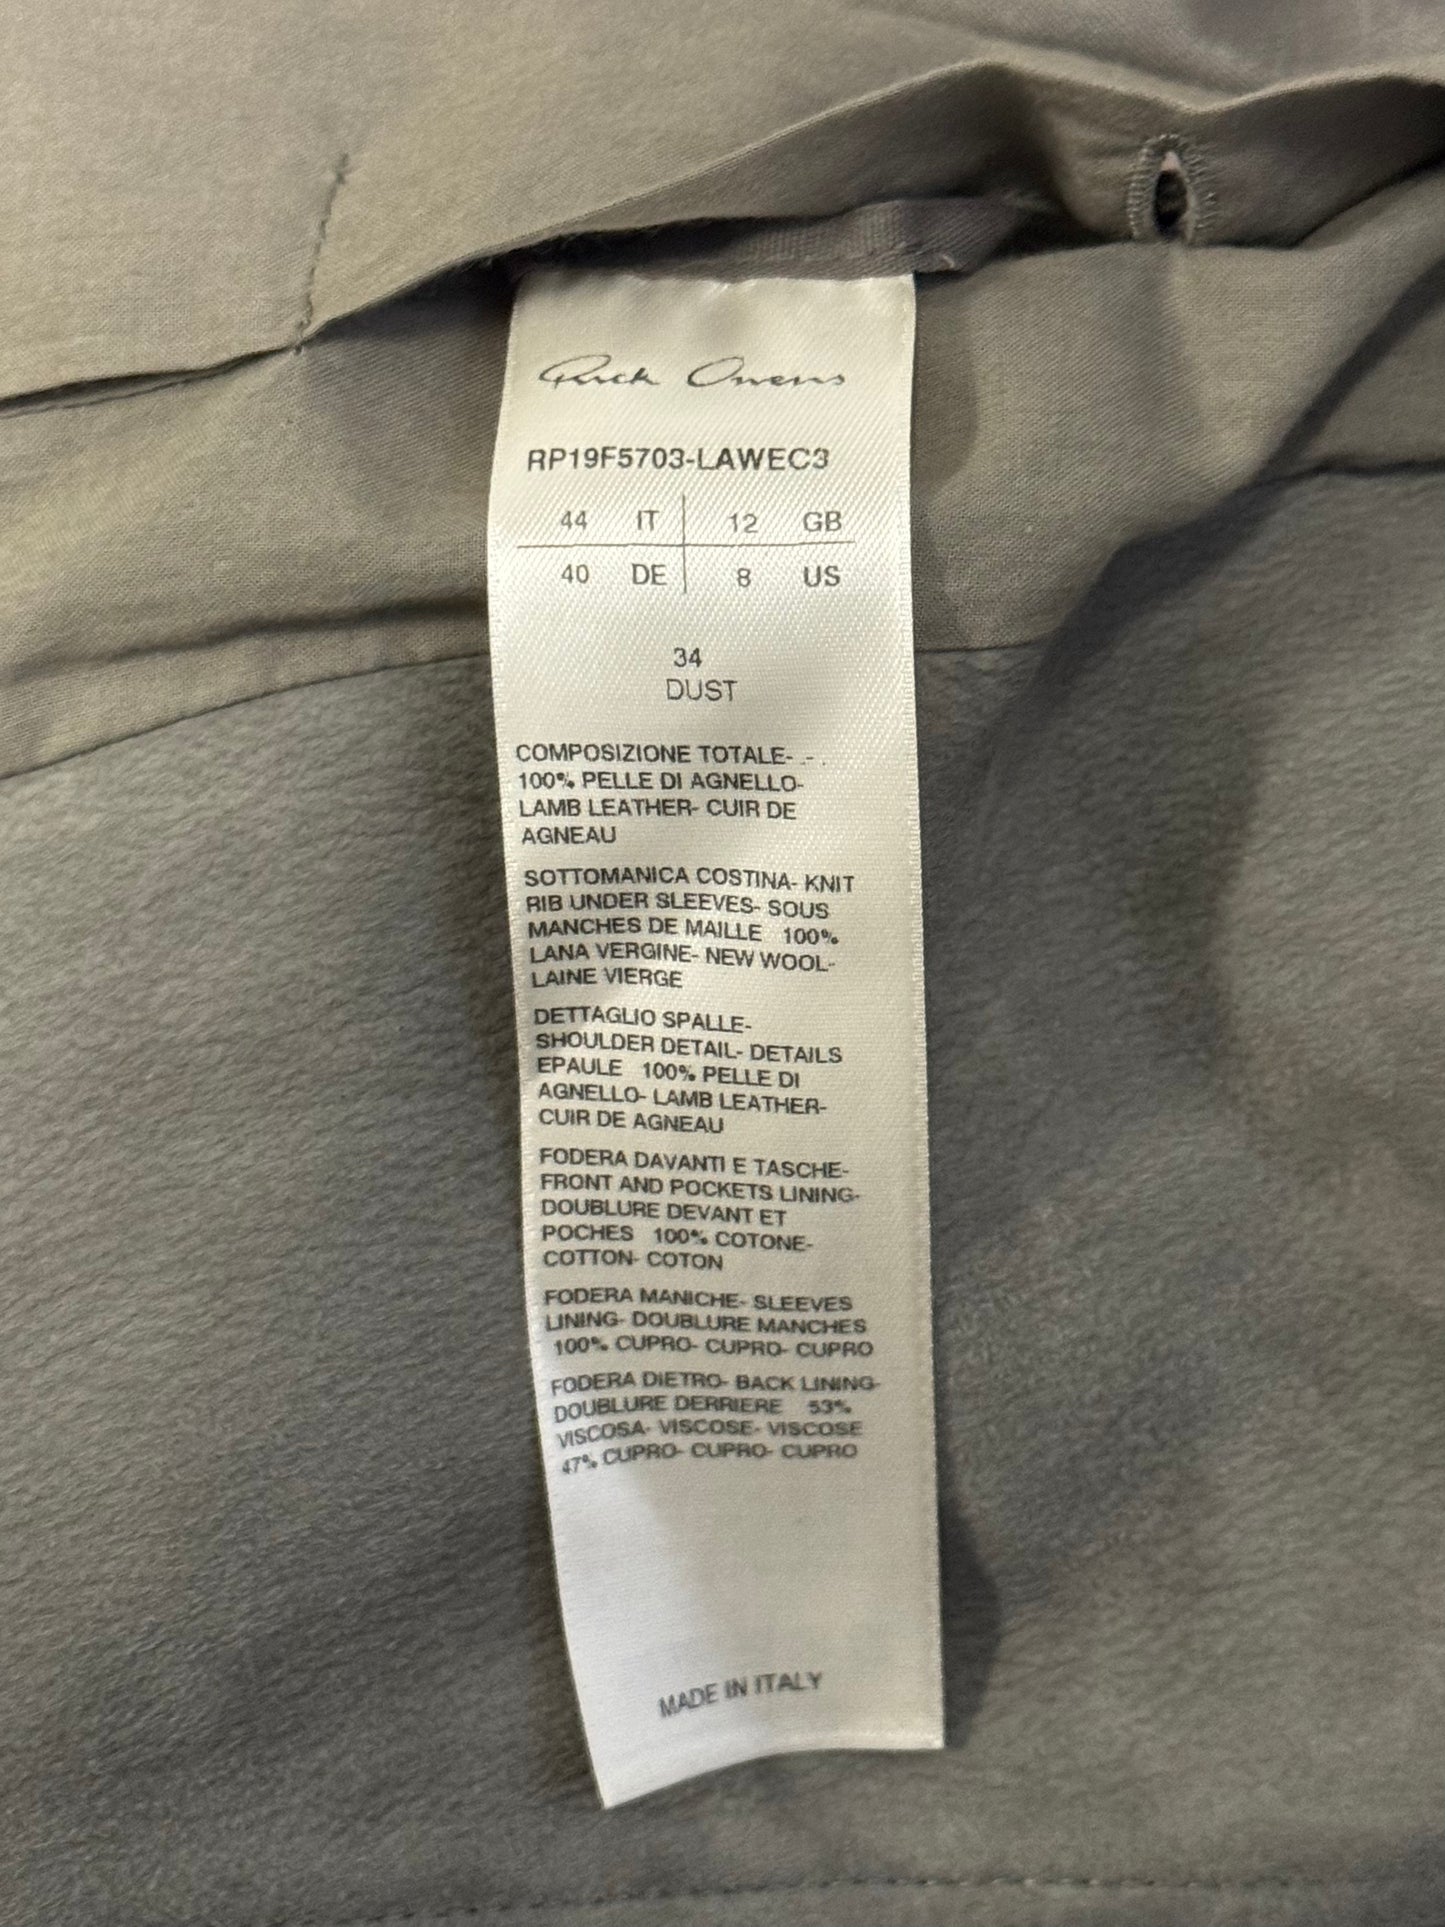 Rick Owens
RP19F5703-LAWEC3
44 IT 12 GB
40 DE 8 US
34
DUST
COMPOSIZIONE TOTALE- - .
100% PELLE DI AGNELLO-
LAMB LEATHER- CUIR DE
AGNEAU
SOTTOMANICA COSTINA- KNIT
RIB UNDER SLEEVES- SOUS
MANCHES DE MAILLE 100%
LANA VERGINE- NEW WOOL-
LAINE VIERGE
DETTAGLIO SPALLE-
SHOULDER DETAIL- DETAILS
EPAULE 100% PELLE DI
AGNELLO- LAMB LEATHER-
CUIR DE AGNEAU
FODERA DAVANTI E TASCHE-
FRONT AND POCKETS LINING-
DOUBLURE DEVANT ET
POCHES 100% COTONE-
COTTON- COTON
FODERA MANICHE- SLEEVES
LINING- DOUBLURE MANCHES
100% CUPRO- CUPRO- CUPRO
FODERA DIETRO- BACK LINING-
DOUBLURE DERRIERE 53%
VISCOSA- VISCOSE- VISCOSE
47% CUPRO- CUPRO- CUPRO
MADE IN ITALY